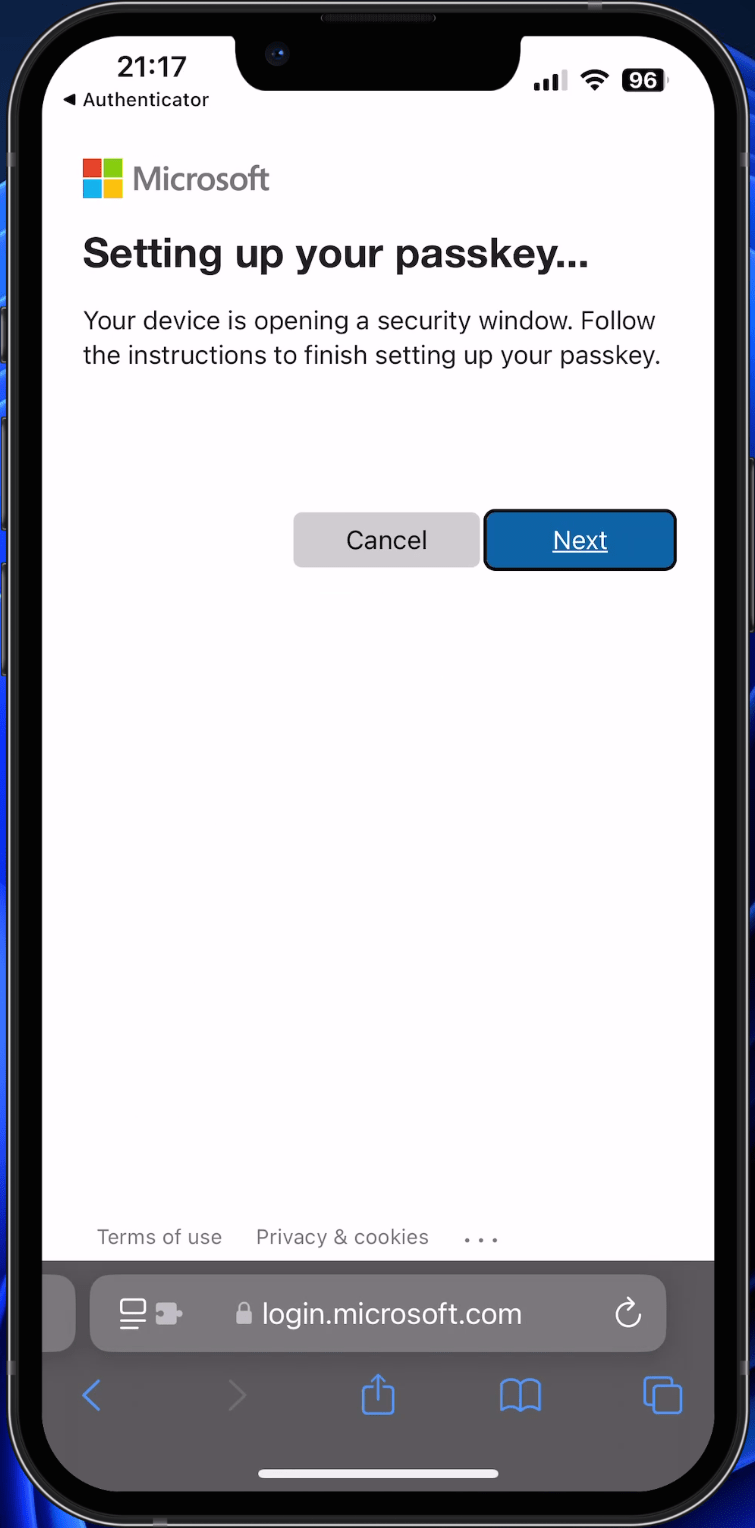 21:17
96
◀ Authenticator
Microsoft
Setting up your passkey...
Your device is opening a security window. Follow
the instructions to finish setting up your passkey.
Cancel
Next
Terms of use
Privacy & cookies
...
login.microsoft.com